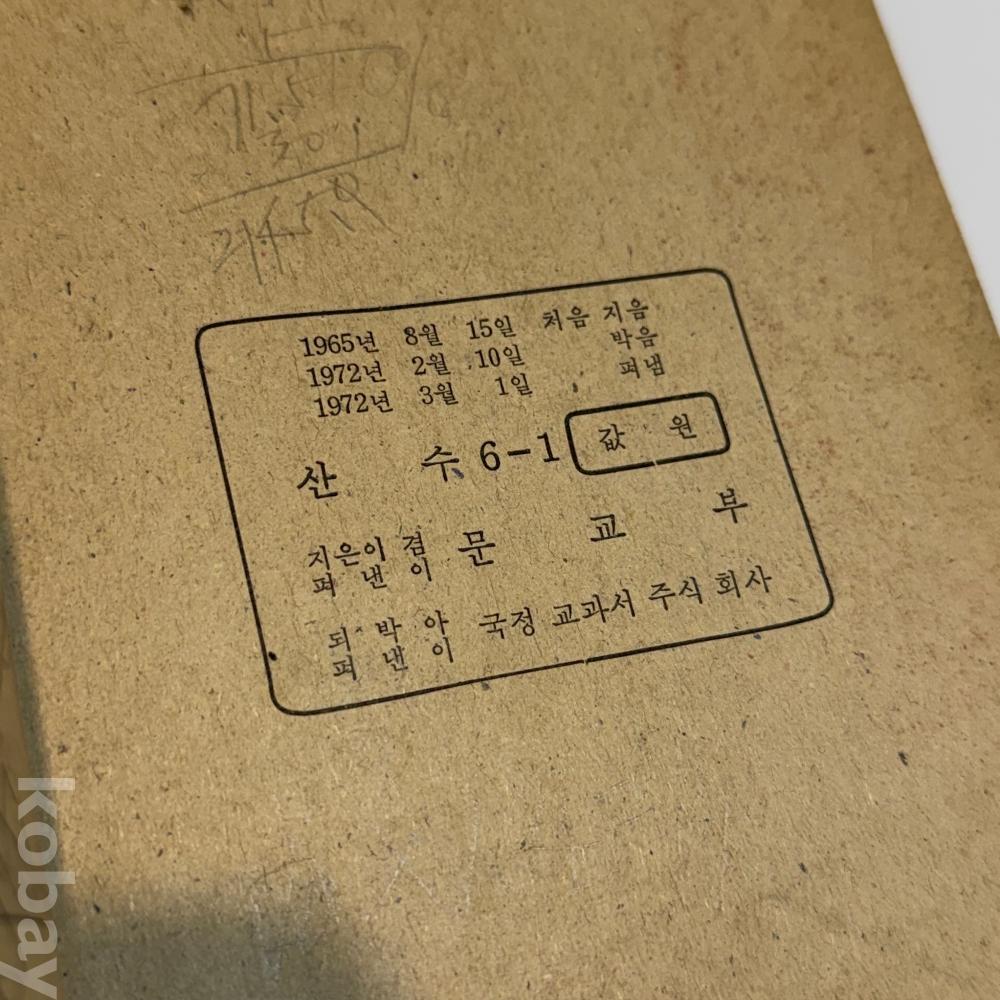 1965년 8월 15일 처음 지음
1972년 2월 10일 박음
1972년 3월 1일 펴냄
산 수 6-1 값 원
지은이 겸 문 교 부
펴 낸 이
되 박 아 국정 교과서 주식 회사
펴 낸 이
kobay